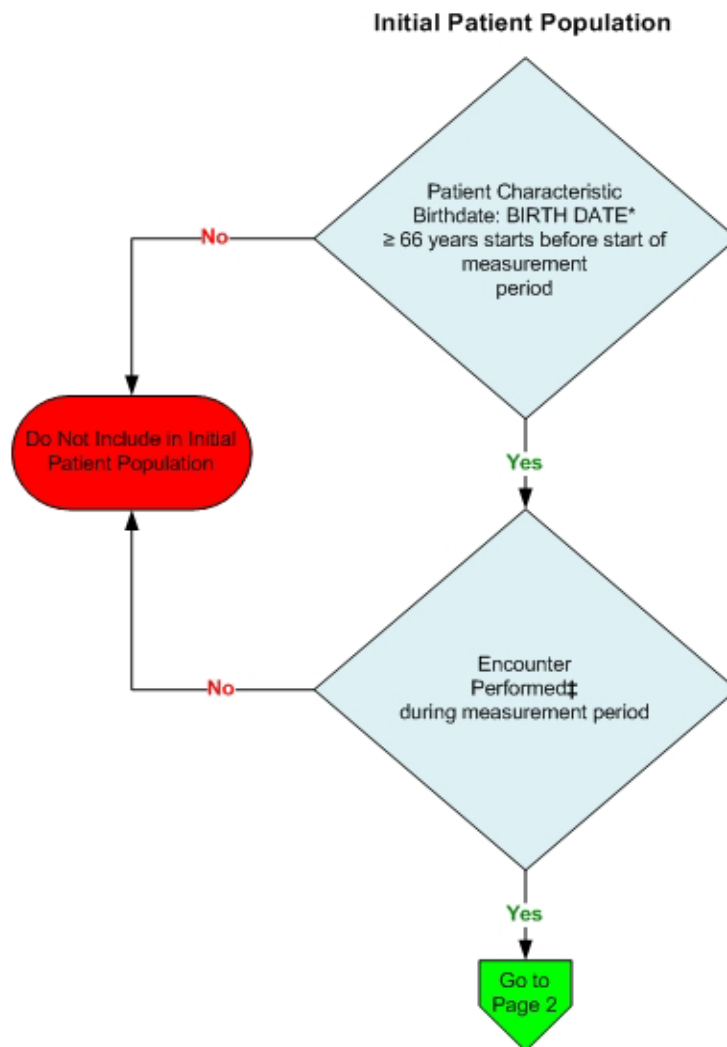 Initial Patient Population
Patient Characteristic
Birthdate: BIRTH DATE*
≥ 66 years starts before start of
measurement
period
No
Do Not Include in Initial
Patient Population
Yes
Encounter
Performed‡
during measurement period
No
Yes
Go to
Page 2